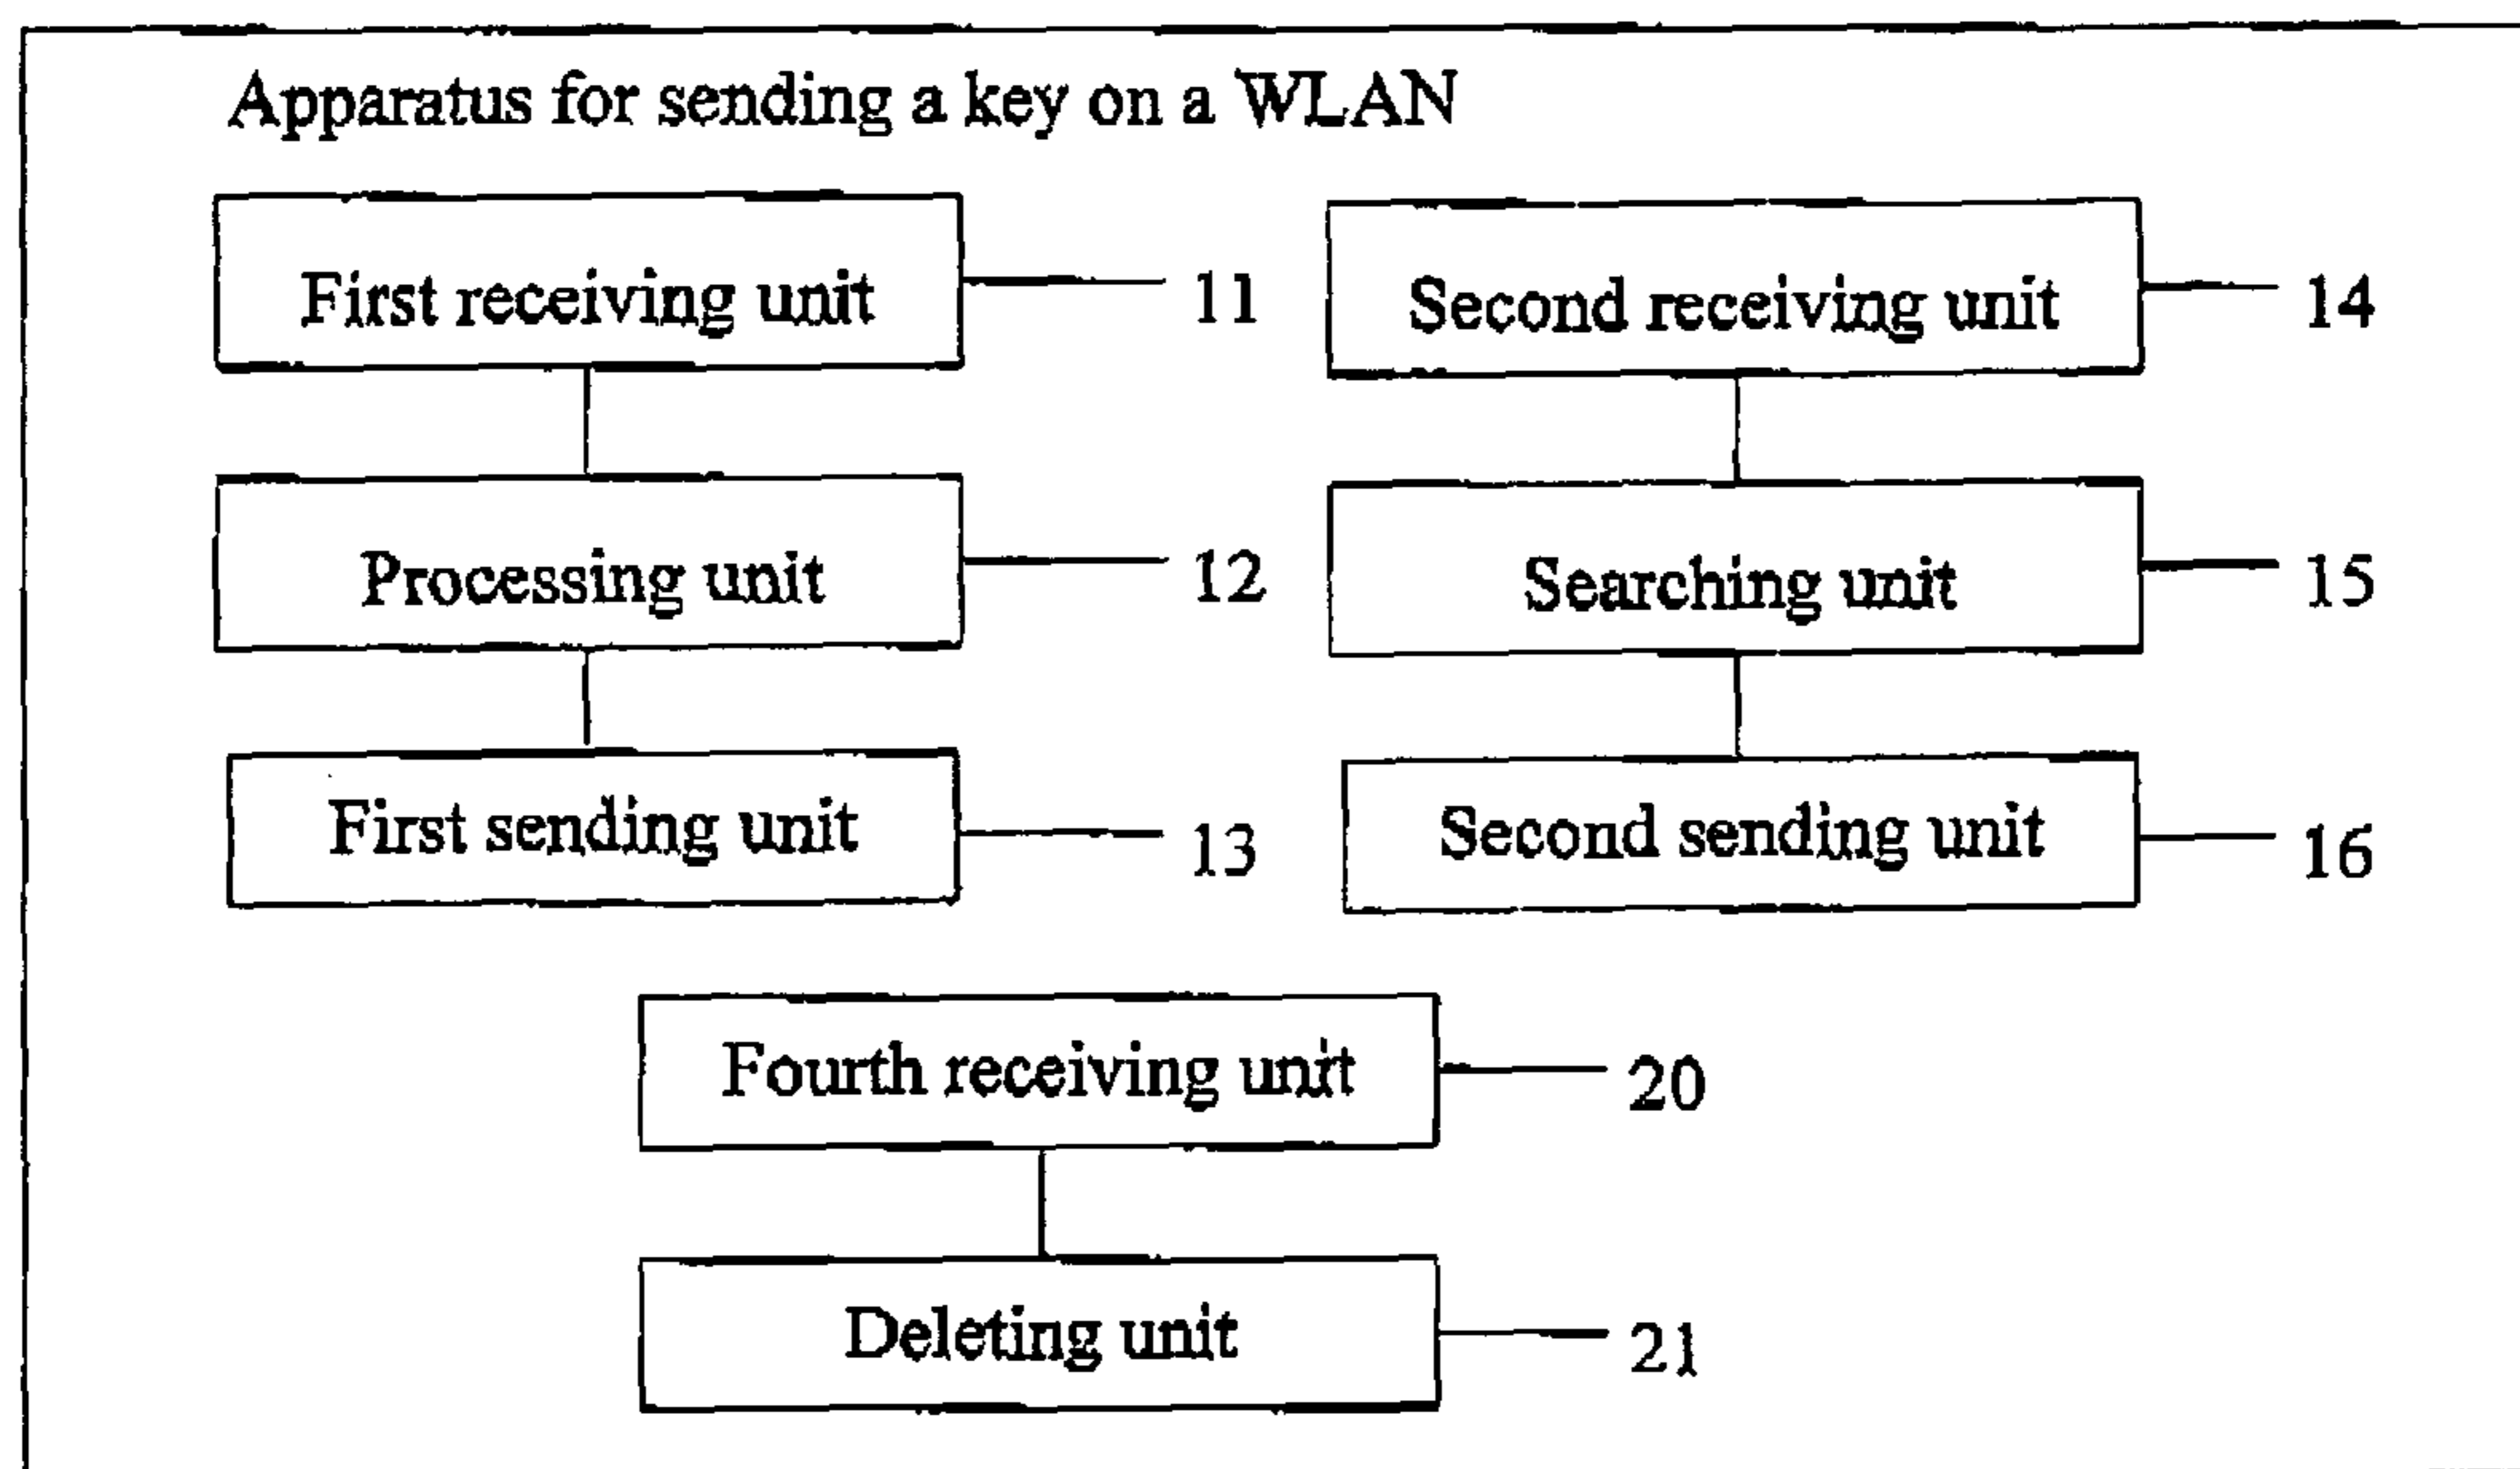 Apparatus for sending a key on a WLAN
First receiving unit
11
Second receiving unit
14
Processing unit
12
Searching unit
15
First sending unit
13
Second sending unit
16
Fourth receiving unit
20
Deleting unit
21